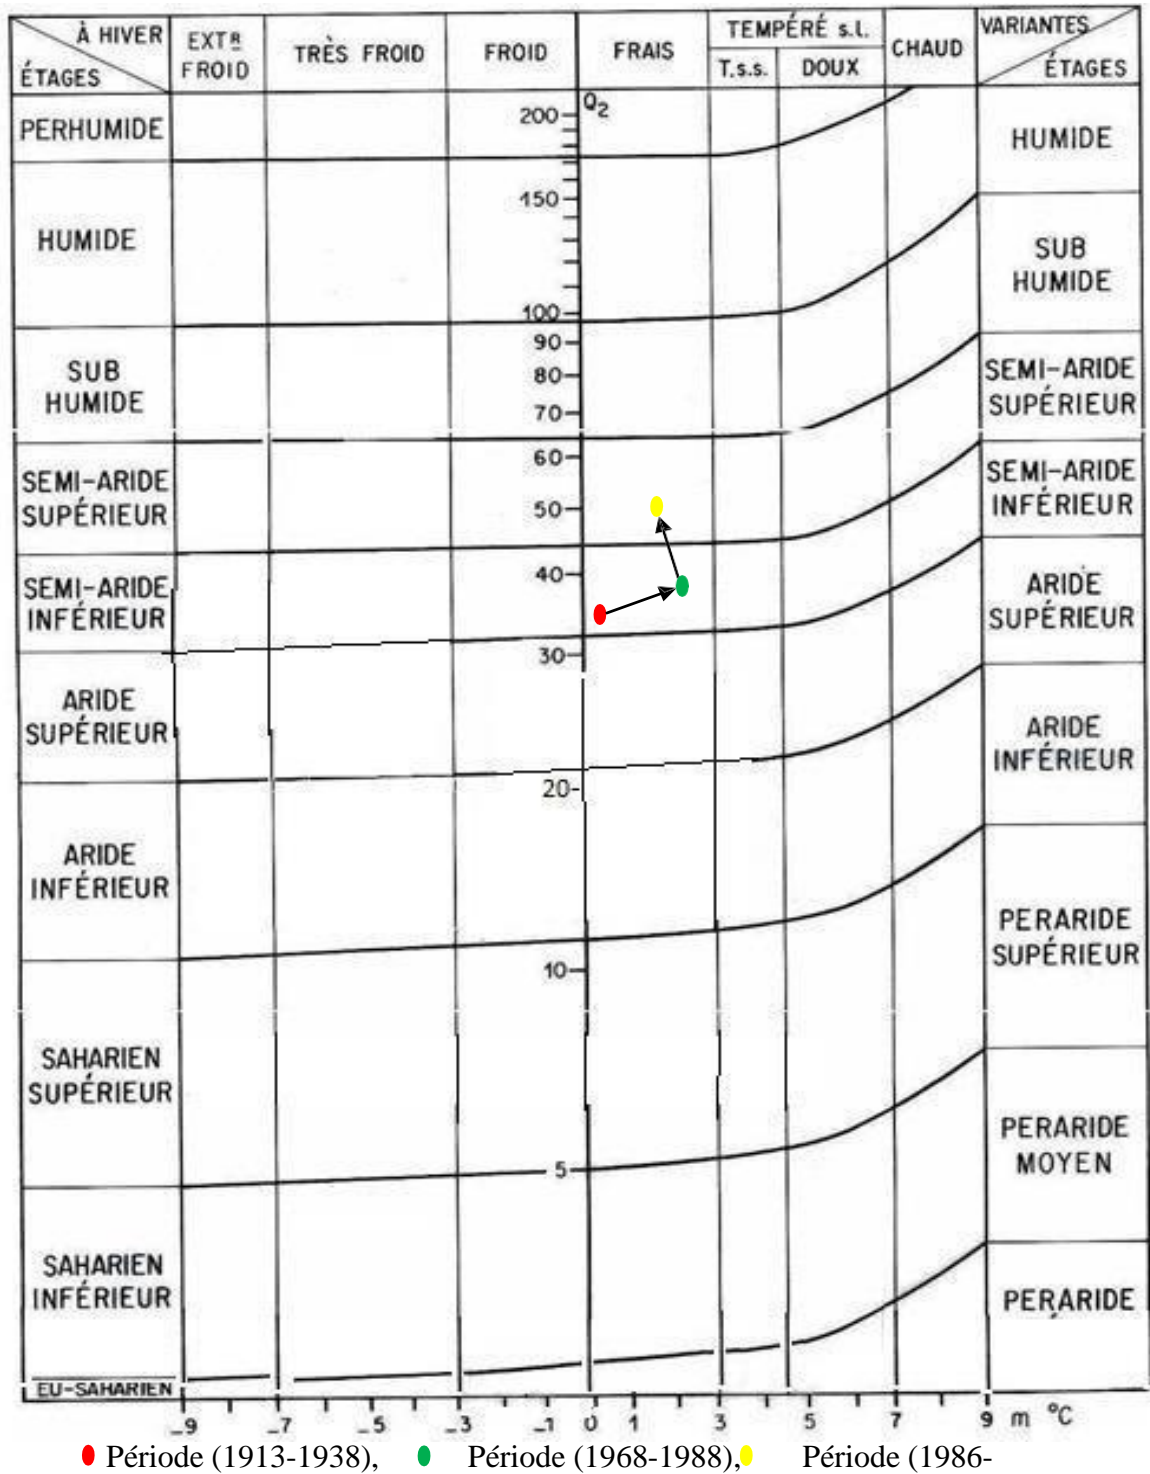 À HIVER
ÉTAGES
EXTR FROID
TRÈS FROID
FROID
FRAIS
TEMPÉRÉ s.l.
T.s.s.
DOUX
CHAUD
VARIANTES
ÉTAGES
PERHUMIDE
HUMIDE
SUB
HUMIDE
SEMI-ARIDE
SUPÉRIEUR
SEMI-ARIDE
INFÉRIEUR
ARIDE
SUPÉRIEUR
ARIDE
INFÉRIEUR
SAHARIEN
SUPÉRIEUR
SAHARIEN
INFÉRIEUR
EU-SAHARIEN
Q2
200
150
100
90
80
70
60
50
40
30
20
10
5
HUMIDE
SUB
HUMIDE
SEMI-ARIDE
SUPÉRIEUR
SEMI-ARIDE
INFÉRIEUR
ARIDE
SUPÉRIEUR
ARIDE
INFÉRIEUR
PERARIDE
SUPÉRIEUR
PERARIDE
MOYEN
PERARIDE
-9 -7 -5 -3 -1 0 1 3 5 7 9 m °C
Période (1913-1938), Période (1968-1988), Période (1986-